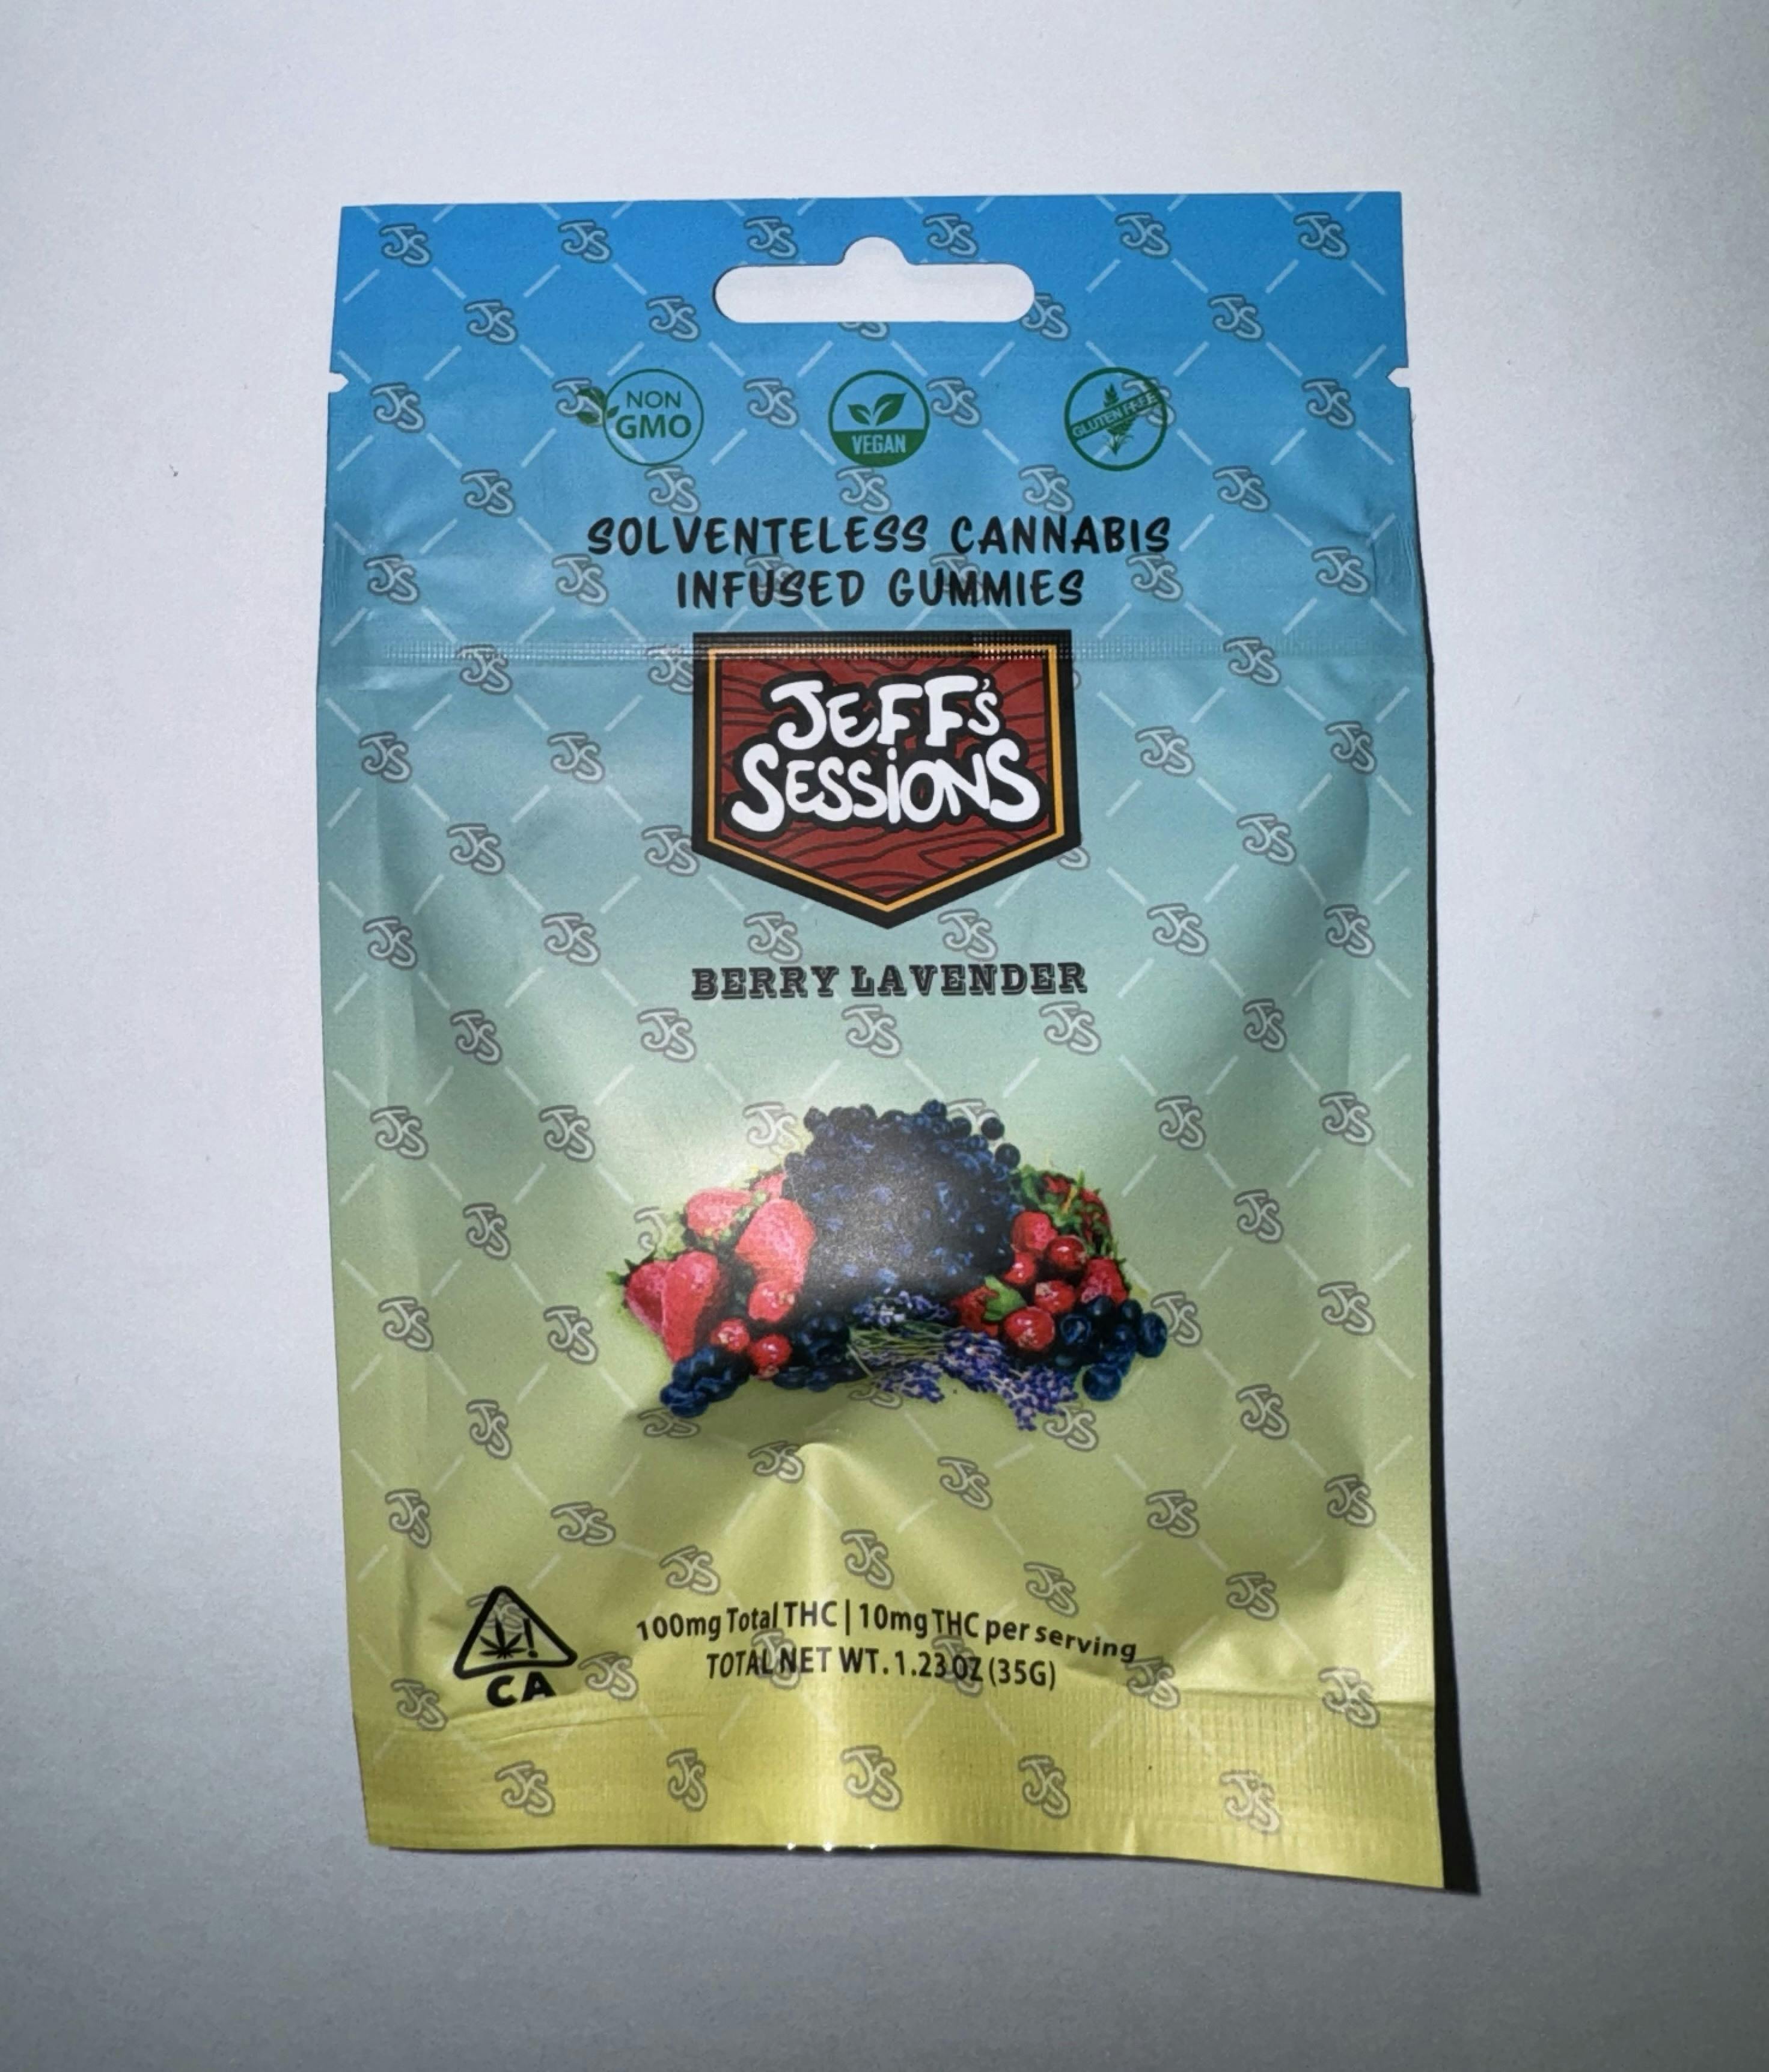 NON
GMO
VEGAN
GLUTEN FREE
SOLVENTELESS CANNABIS
INFUSED GUMMIES
JEFF's
SESSiONS
BERRY LAVENDER
100mg Total THC | 10mg THC per serving
TOTAL NET WT. 1.23 OZ (35G)
!
CA
JS